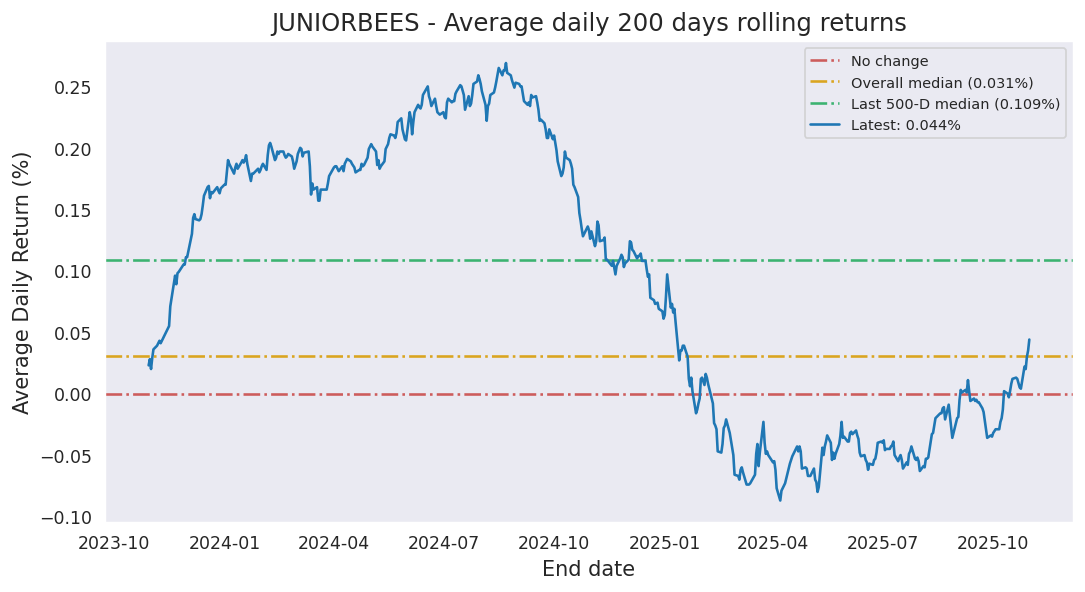 JUNIORBEES - Average daily 200 days rolling returns
No change
Overall median (0.031%)
Last 500-D median (0.109%)
Latest: 0.044%
Average Daily Return (%)
0.25
0.20
0.15
0.10
0.05
0.00
−0.05
−0.10
2023-10 2024-01 2024-04 2024-07 2024-10 2025-01 2025-04 2025-07 2025-10
End date